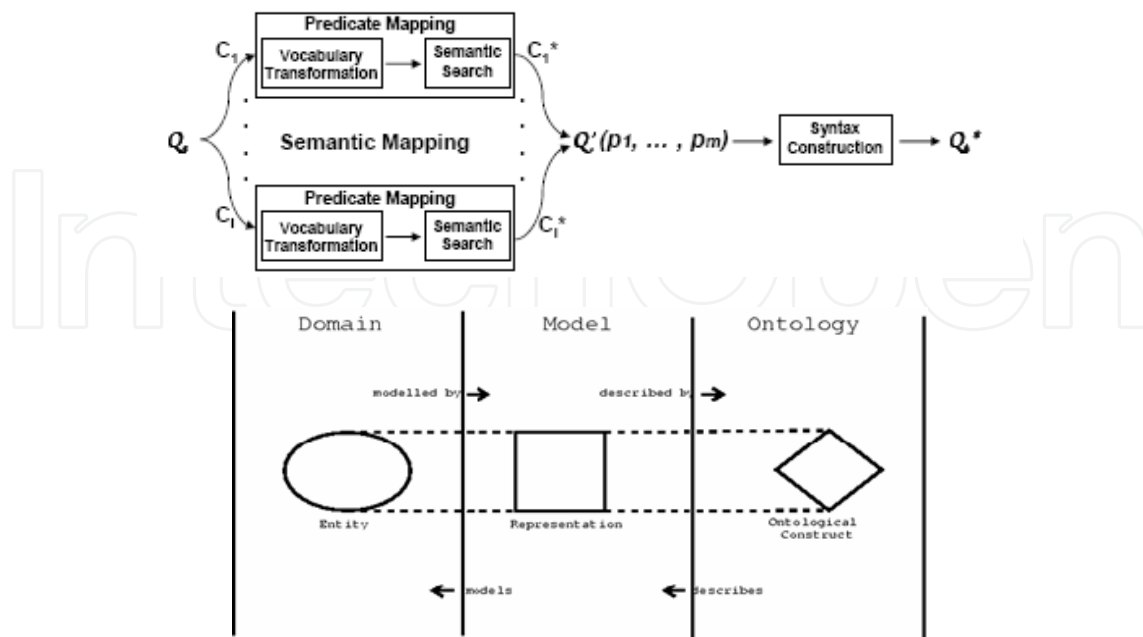 Predicate Mapping
C1
Vocabulary Transformation
Semantic Search
C1*
Q
Semantic Mapping
Q'(p1, ... , pm)
Syntax Construction
Q*
Predicate Mapping
Ci
Vocabulary Transformation
Semantic Search
Ci*
IntechOpen
Domain
Model
Ontology
modelled by
described by
Entity
Representation
Ontological Construct
models
describes